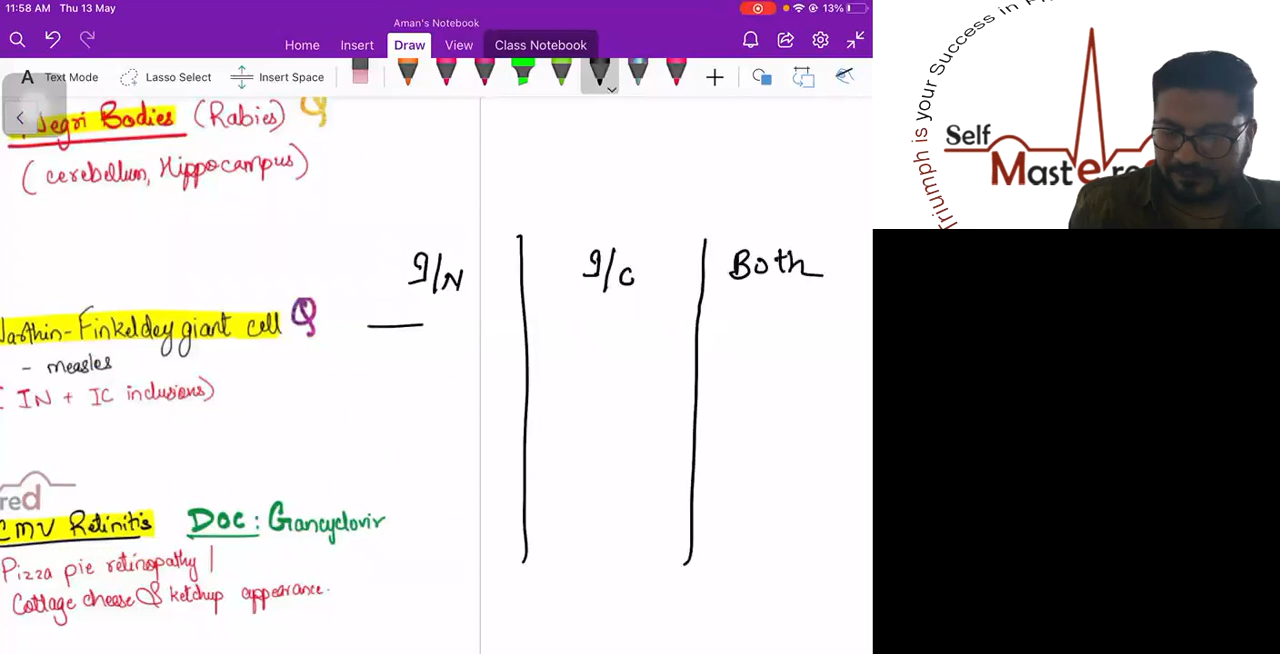 11:58 AM Thu 13 May
13%
Aman's Notebook
Home Insert Draw View Class Notebook
A Text Mode Lasso Select Insert Space
Negri Bodies (Rabies) Q
(cerebellum, Hippocampus)
I/N I/C Both
Warthin-Finkeldey giant cell Q
- measles
IN + IC inclusions)
red
CMV Retinitis DOC: Gancyclovir
Pizza pie retinopathy |
Cottage cheese & ketchup appearance.
Triumph is your Success in
Self
Mastere